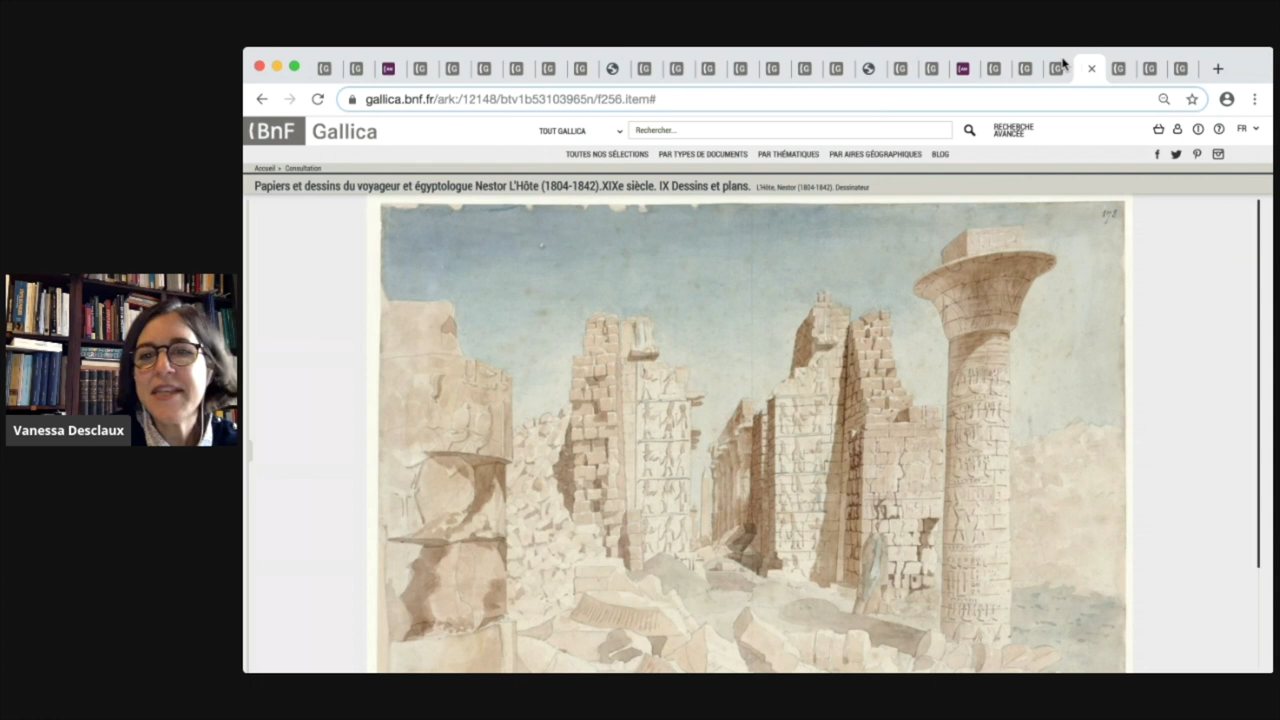 gallica.bnf.fr/ark:/12148/btv1b53103965n/f256.item#
{BnF Gallica
TOUT GALLICA
Rechercher...
RECHERCHE
AVANCÉE
FR
TOUTES NOS SÉLECTIONS PAR TYPES DE DOCUMENTS PAR THÉMATIQUES PAR AIRES GÉOGRAPHIQUES BLOG
Accueil > Consultation
Papiers et dessins du voyageur et égyptologue Nestor L'Hôte (1804-1842).XIXe siècle. IX Dessins et plans. L'Hôte, Nestor (1804-1842). Dessinateur
178
Vanessa Desclaux